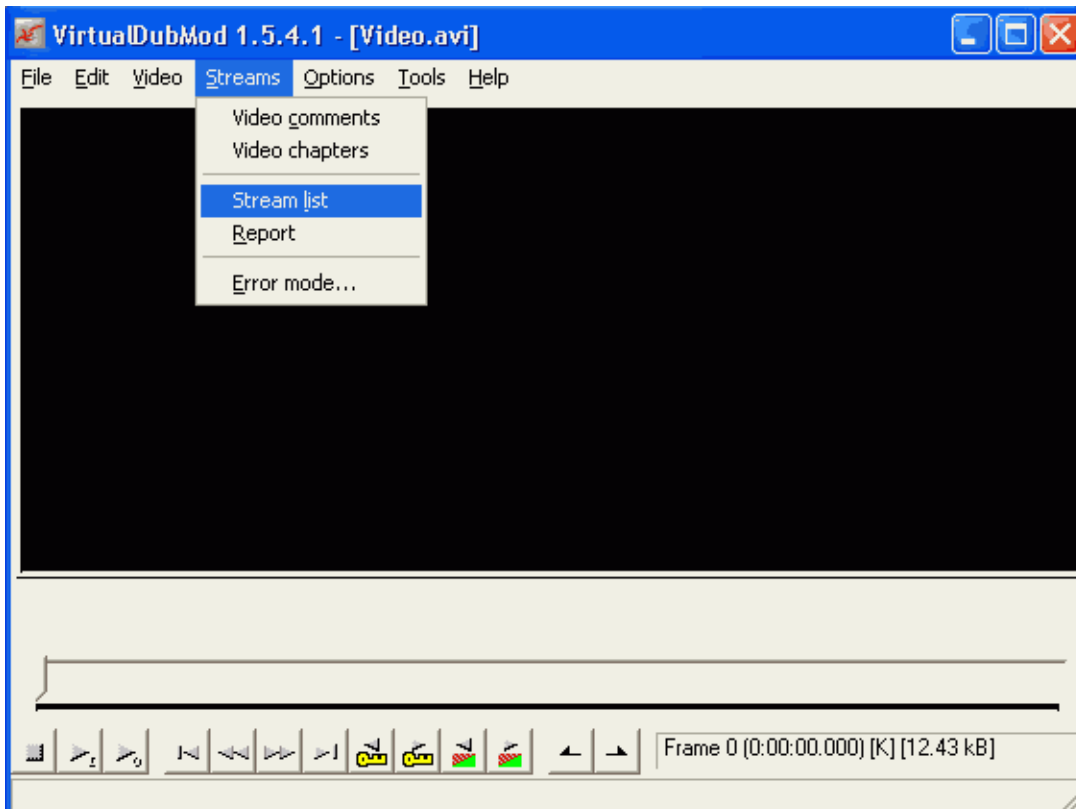 VirtualDubMod 1.5.4.1 - [Video.avi]
File Edit Video Streams Options Tools Help
Video comments
Video chapters
Stream list
Report
Error mode...
Frame 0 (0:00:00.000) [K] [12.43 kB]